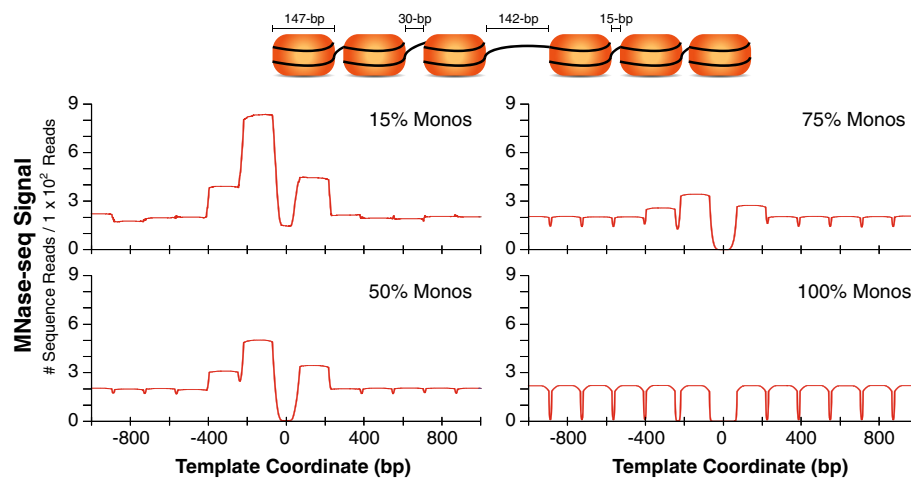 147-bp 30-bp 142-bp 15-bp
MNase-seq Signal
# Sequence Reads / 1 x 10² Reads
15% Monos
9
6
3
0
75% Monos
9
6
3
0
50% Monos
9
6
3
0
-800 -400 0 400 800
Template Coordinate (bp)
100% Monos
9
6
3
0
-800 -400 0 400 800
Template Coordinate (bp)